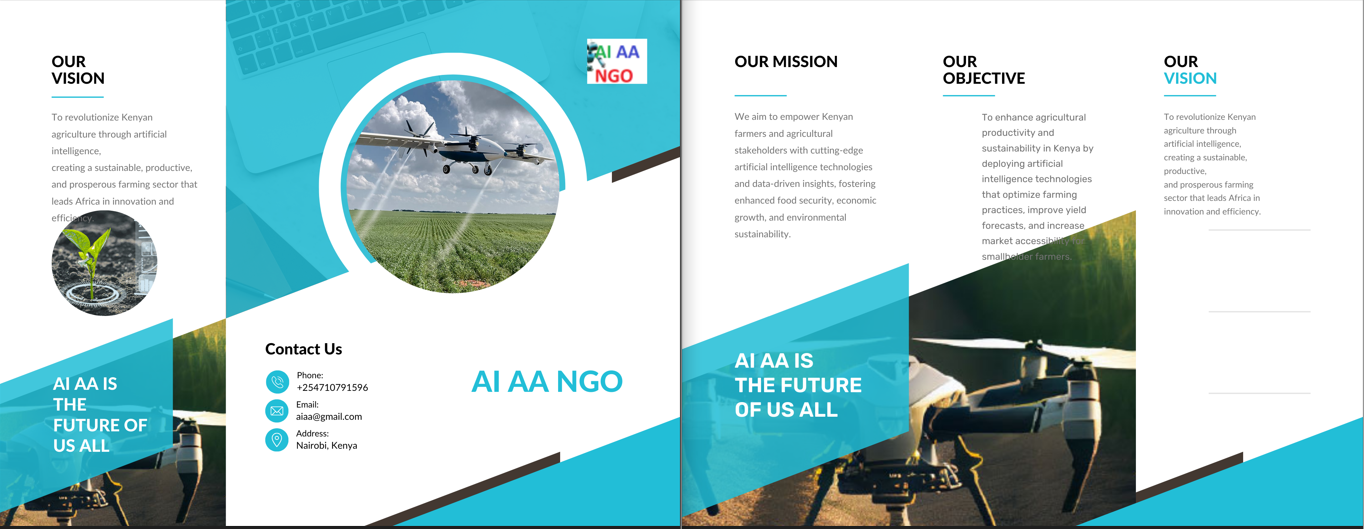 OUR
VISION
To revolutionize Kenyan
agriculture through artificial
intelligence,
creating a sustainable, productive,
and prosperous farming sector that
leads Africa in innovation and
efficiency.
AI AA IS
THE
FUTURE OF
US ALL
AI AA
NGO
Contact Us
Phone:
+254710791596
Email:
aiaa@gmail.com
Address:
Nairobi, Kenya
AI AA NGO
OUR MISSION
We aim to empower Kenyan
farmers and agricultural
stakeholders with cutting-edge
artificial intelligence technologies
and data-driven insights, fostering
enhanced food security, economic
growth, and environmental
sustainability.
AI AA IS
THE FUTURE
OF US ALL
OUR
OBJECTIVE
To enhance agricultural
productivity and
sustainability in Kenya by
deploying artificial
intelligence technologies
that optimize farming
practices, improve yield
forecasts, and increase
market accessibility for
smallholder farmers.
OUR
VISION
To revolutionize Kenyan
agriculture through
artificial intelligence,
creating a sustainable,
productive,
and prosperous farming
sector that leads Africa in
innovation and efficiency.